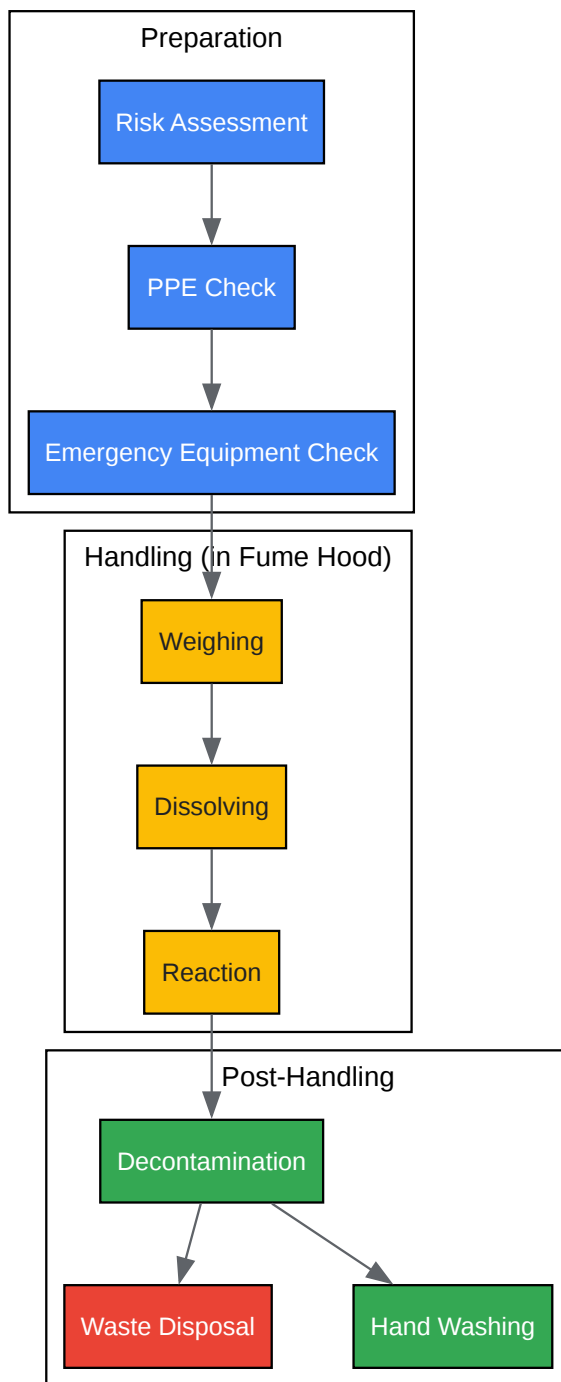 Preparation
Risk Assessment
PPE Check
Emergency Equipment Check
Handling (in Fume Hood)
Weighing
Dissolving
Reaction
Post-Handling
Decontamination
Waste Disposal
Hand Washing